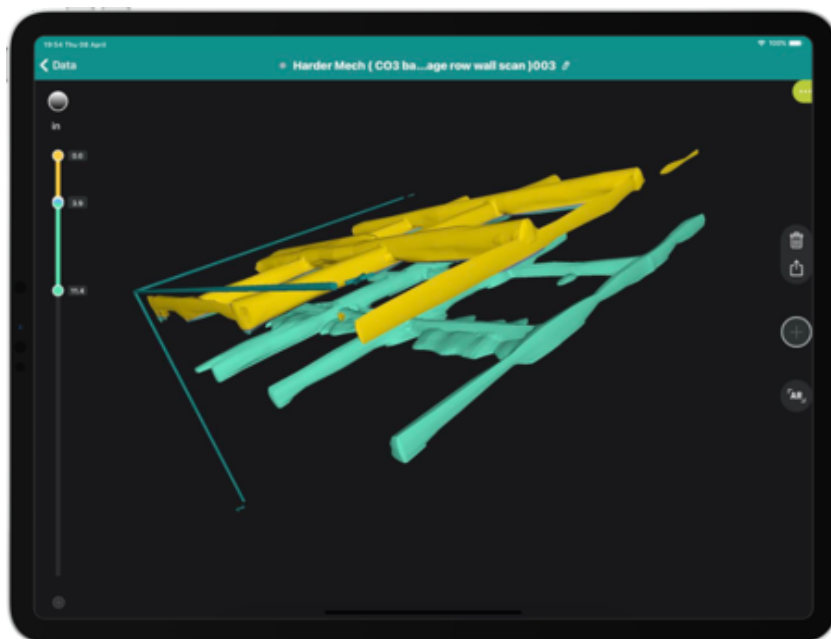 19:54 Thu 08 April
100%
Data
Harder Mech ( CO3 ba...age row wall scan )003
in
0.0
3.9
11.4
AR